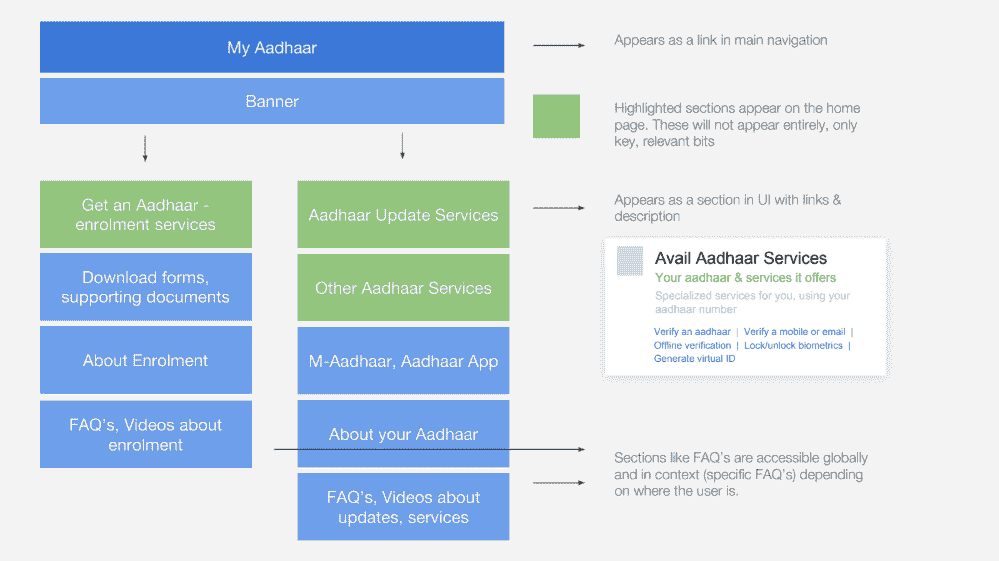 My Aadhaar
Banner
Get an Aadhaar -
enrolment services
Download forms,
supporting documents
About Enrolment
FAQ's, Videos about
enrolment
Aadhaar Update Services
Other Aadhaar Services
M-Aadhaar, Aadhaar App
About your Aadhaar
FAQ's, Videos about
updates, services
Appears as a link in main navigation
Highlighted sections appear on the home
page. These will not appear entirely, only
key, relevant bits
Appears as a section in UI with links &
description
Avail Aadhaar Services
Your aadhaar & services it offers
Specialized services for you, using your
aadhaar number
Verify an aadhaar | Verify a mobile or email |
Offline verification | Lock/unlock biometrics |
Generate virtual ID
Sections like FAQ's are accessible globally
and in context (specific FAQ's) depending
on where the user is.